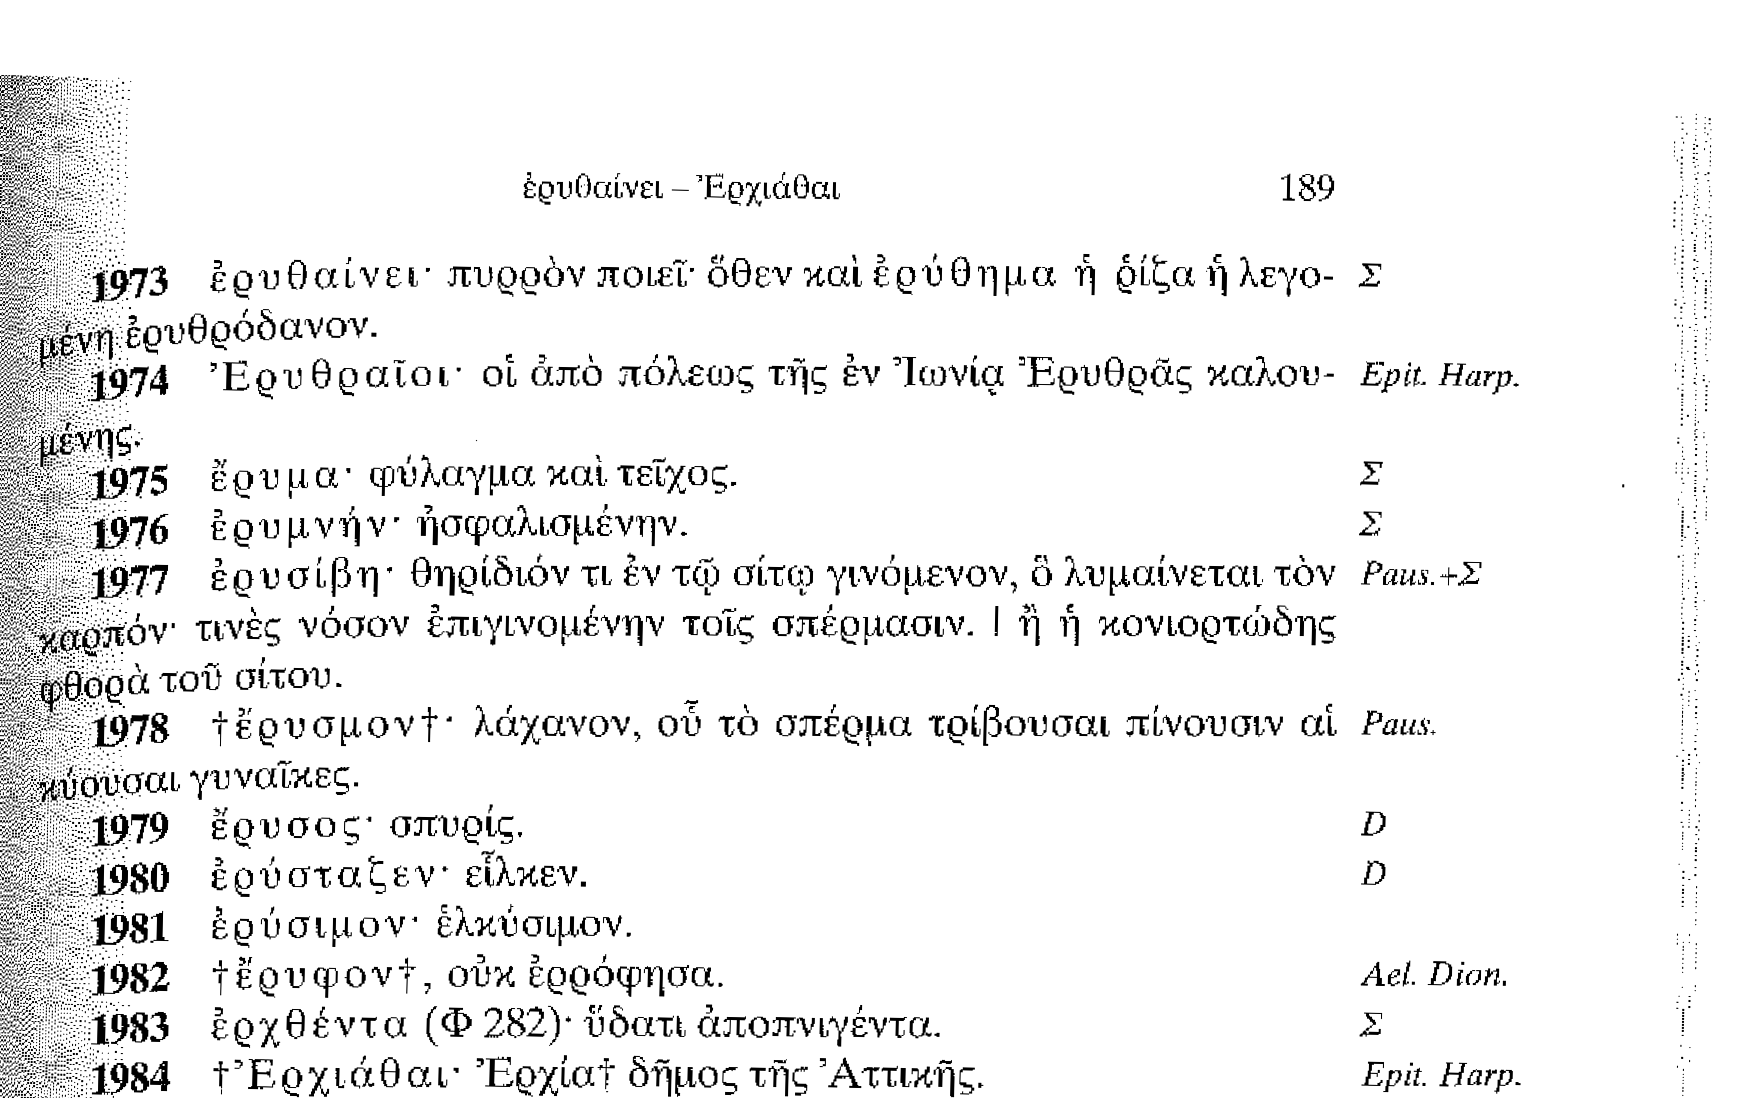 ἐρυθαίνει – Ἐρχιάθαι 189
1973 ἐρυθαίνει· πυρρὸν ποιεῖ· ὅθεν καὶ ἐρύθημα ἡ ῥίζα ἡ λεγο- Σ
μένη ἐρυθρόδανον.
1974 Ἐρυθραῖοι· οἱ ἀπὸ πόλεως τῆς ἐν Ἰωνίᾳ Ἐρυθρᾶς καλου- Epit. Harp.
μένης.
1975 ἔρυμα· φύλαγμα καὶ τεῖχος. Σ
1976 ἐρυμνήν· ἠσφαλισμένην. Σ
1977 ἐρυσίβη· θηρίδιόν τι ἐν τῷ σίτῳ γινόμενον, ὃ λυμαίνεται τὸν Paus.+Σ
καρπόν· τινὲς νόσον ἐπιγινομένην τοῖς σπέρμασιν. | ἢ ἡ κονιορτώδης
φθορὰ τοῦ σίτου.
1978 †ἔρυσμον†· λάχανον, οὗ τὸ σπέρμα τρίβουσαι πίνουσιν αἱ Paus.
κύουσαι γυναῖκες.
1979 ἔρυσος· σπυρίς. D
1980 ἐρύσταζεν· εἷλκεν. D
1981 ἐρύσιμον· ἑλκύσιμον.
1982 †ἔρυφον†, οὐκ ἐρρόφησα. Ael. Dion.
1983 ἐρχθέντα (Φ 282)· ὕδατι ἀποπνιγέντα. Σ
1984 †Ἐρχιάθαι· Ἐρχία† δῆμος τῆς Ἀττικῆς. Epit. Harp.